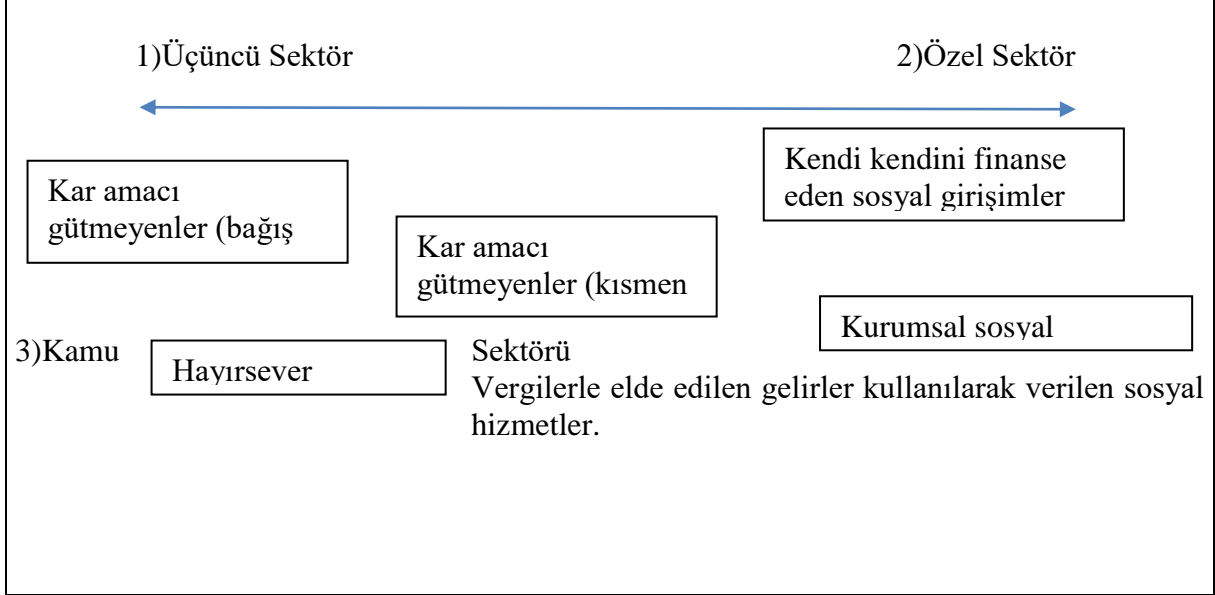 1)Üçüncü Sektör
2)Özel Sektör
Kar amacı
gütmeyenler (bağış
Kar amacı
gütmeyenler (kısmen
Kendi kendini finanse
eden sosyal girişimler
Kurumsal sosyal
3)Kamu
Hayırsever
Sektörü
Vergilerle elde edilen gelirler kullanılarak verilen sosyal
hizmetler.